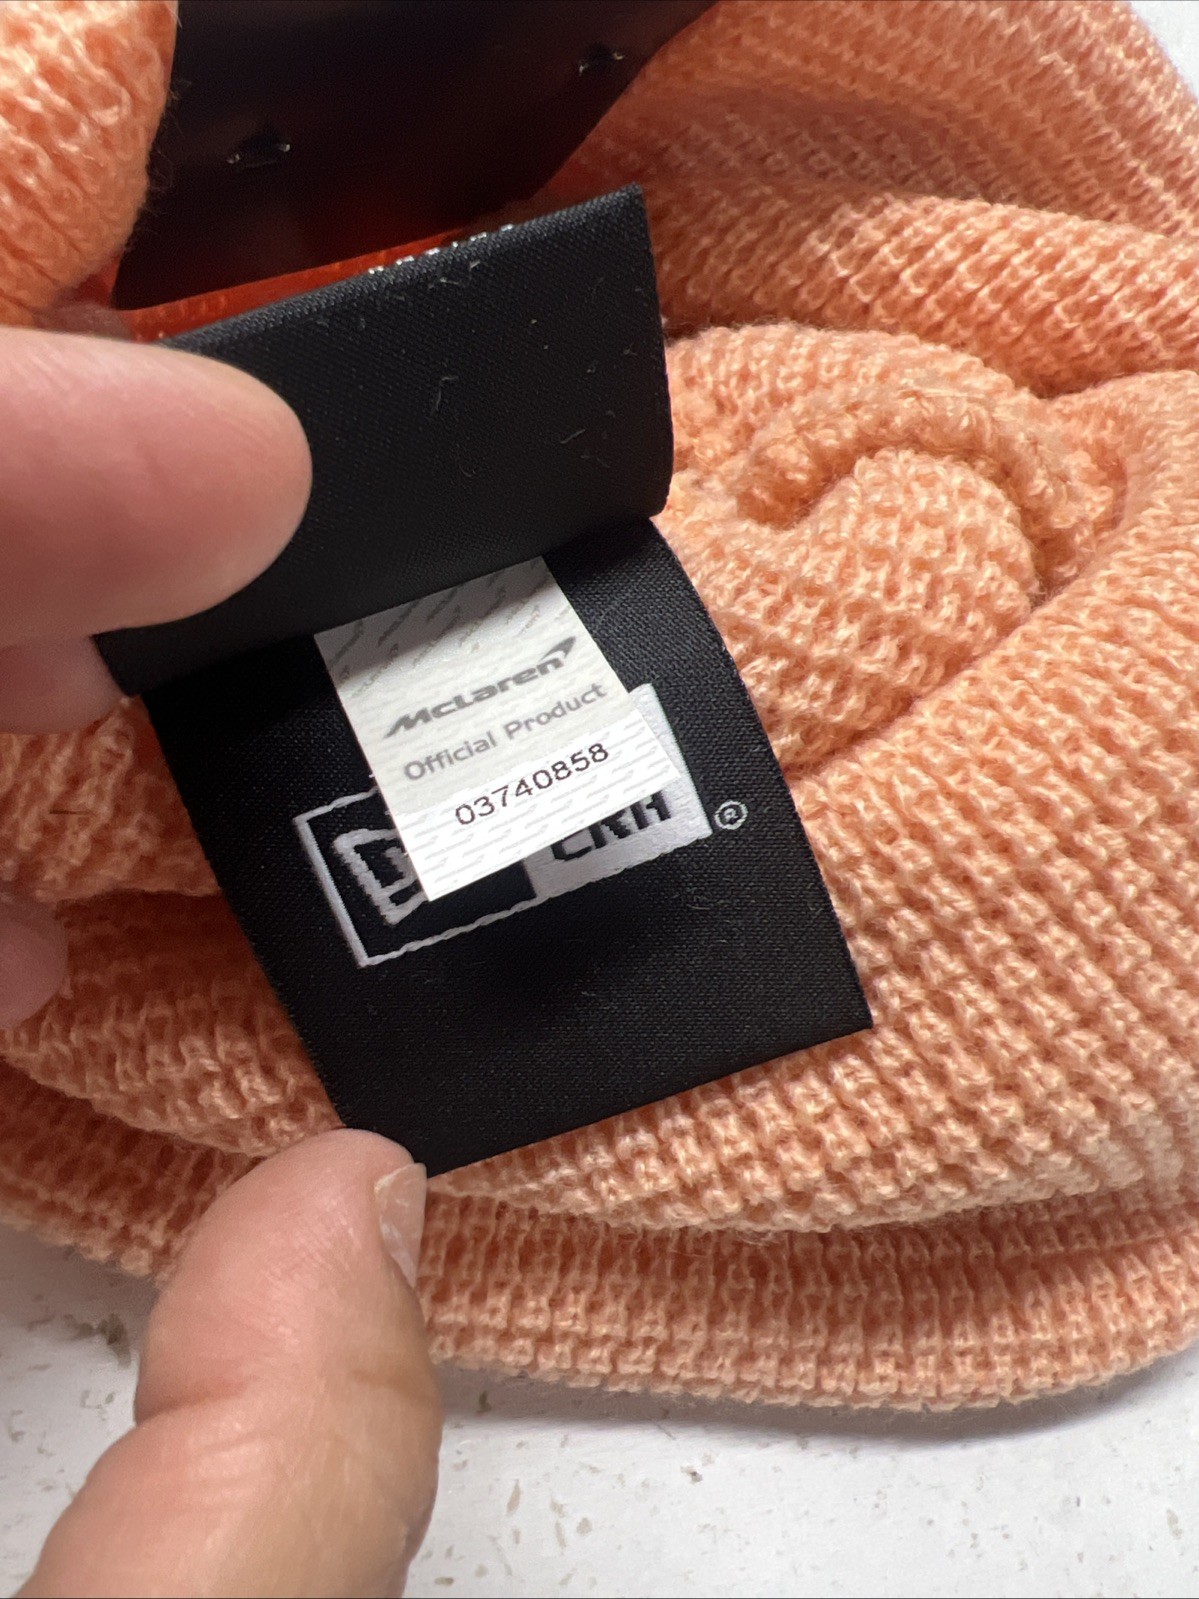 McLaren
Official Product
03740858
®